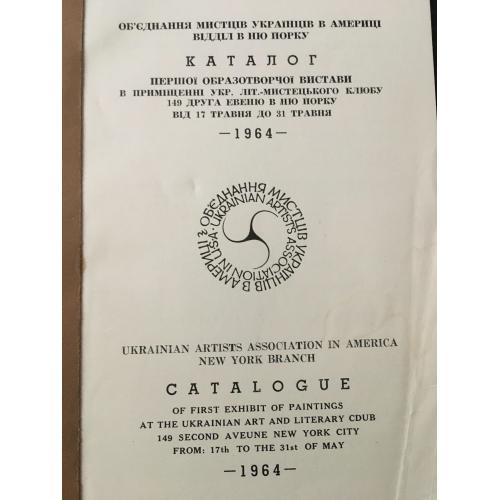 ОБ'ЄДНАННЯ МИСТЦІВ УКРАЇНЦІВ В АМЕРИЦІ
ВІДДІЛ В НЮ ПОРКУ
КАТАЛОГ
ПЕРШОЇ ОБРАЗОТВОРЧОЇ ВИСТАВИ
В ПРИМІЩЕННІ УКР. ЛІТ.-МИСТЕЦЬКОГО КЛЮБУ
149 ДРУГА ЕВЕНЮ В НЮ ПОРКУ
ВІД 17 ТРАВНЯ ДО 31 ТРАВНЯ
—1964—
ОБ'ЄДНАННЯ МИСТЦІВ УКРАЇНЦІВ В АМЕРИЦІ
UKRAINIAN ARTISTS ASSOCIATION IN USA
UKRAINIAN ARTISTS ASSOCIATION IN AMERICA
NEW YORK BRANCH
CATALOGUE
OF FIRST EXHIBIT OF PAINTINGS
AT THE UKRAINIAN ART AND LITERARY CDUB
149 SECOND AVEUNE NEW YORK CITY
FROM: 17th TO THE 31st OF MAY
—1964—